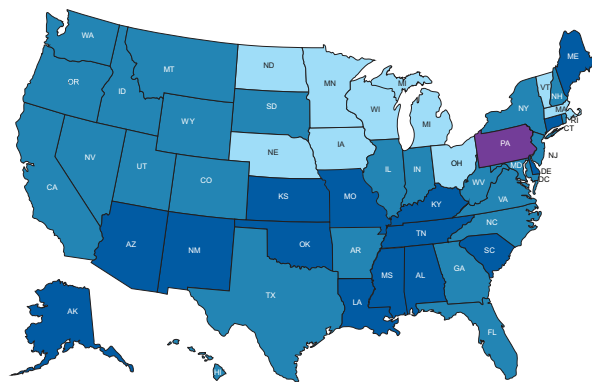 WA
ME
ND
MT
MN
VT
OR
MI
NH
ID
SD
WI
NY
MA
WY
MI
RI
CT
IA
PA
NE
NJ
NV
OH
UT
IL
IN
MD
DE
CO
DC
CA
WV
KS
MO
VA
KY
NC
TN
AZ
NM
OK
AR
SC
MS
AL
GA
TX
LA
AK
FL
HI